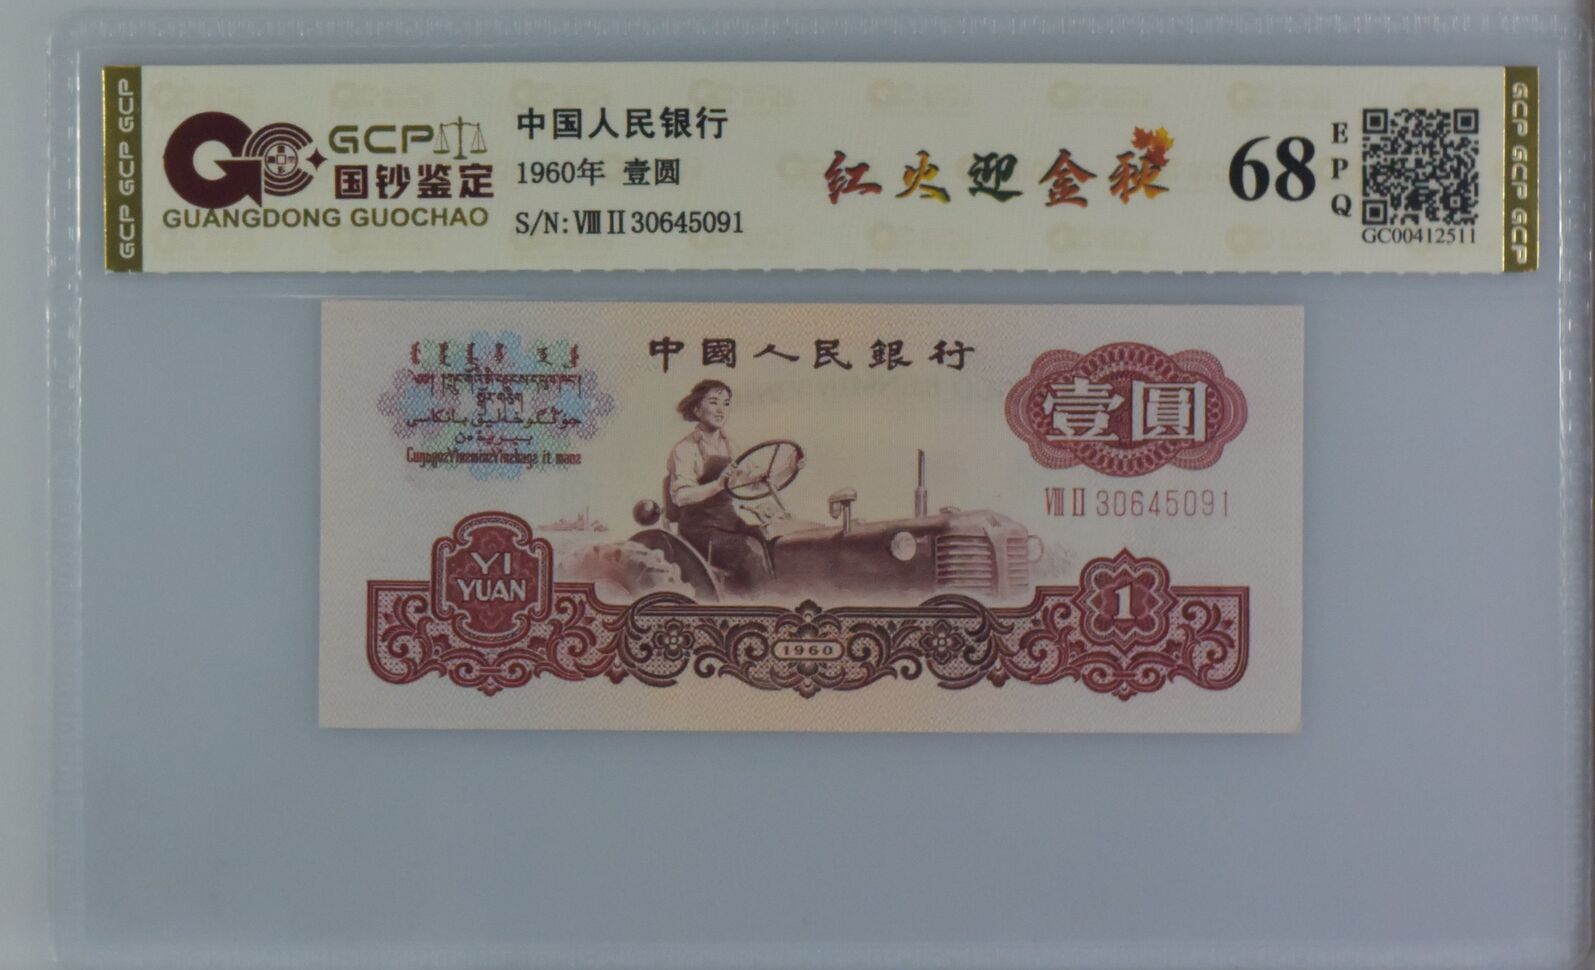 GCP GCP GCP
GCP
国钞鉴定
GUANGDONG GUOCHAO
中国人民银行
1960年 壹圆
S/N: Ⅷ Ⅱ 30645091
红火迎金秋
68
EPQ
GC00412511
GCP GCP GCP
中國人民銀行
壹圓
Ⅷ Ⅱ 30645091
YI
YUAN
1960
1